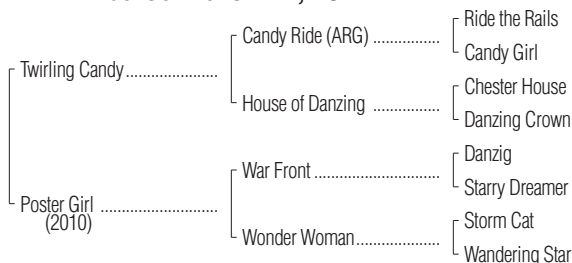 Ride the Rails
Candy Ride (ARG) ................
Candy Girl
Twirling Candy......................
Chester House
House of Danzing ................
Danzing Crown
Danzig
War Front .............................
Starry Dreamer
Poster Girl ............................
(2010)
Storm Cat
Wonder Woman....................
Wandering Star